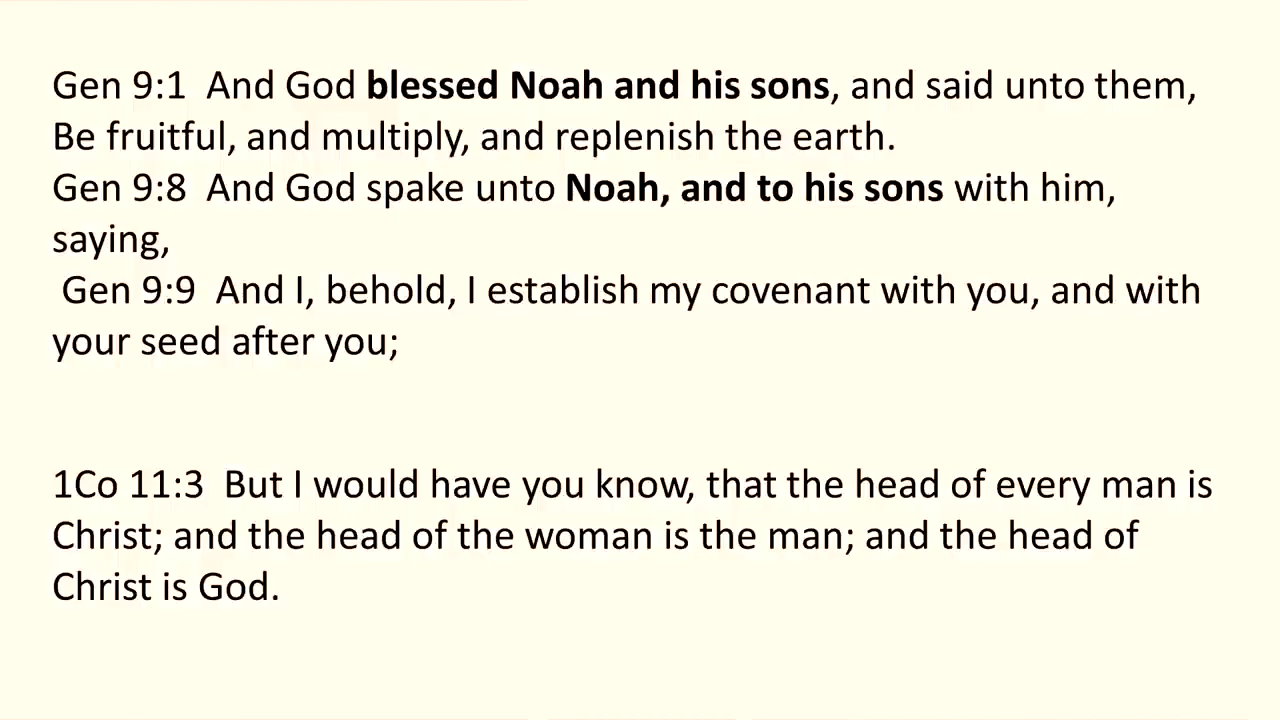 Gen 9:1  And God blessed Noah and his sons, and said unto them,
Be fruitful, and multiply, and replenish the earth.
Gen 9:8  And God spake unto Noah, and to his sons with him,
saying,
Gen 9:9  And I, behold, I establish my covenant with you, and with
your seed after you;
1Co 11:3  But I would have you know, that the head of every man is
Christ; and the head of the woman is the man; and the head of
Christ is God.